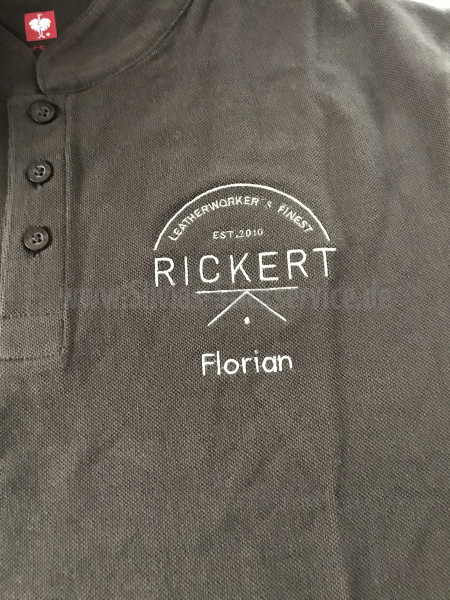 LEATHERWORKER´S FINEST
EST.2010
RICKERT
Florian